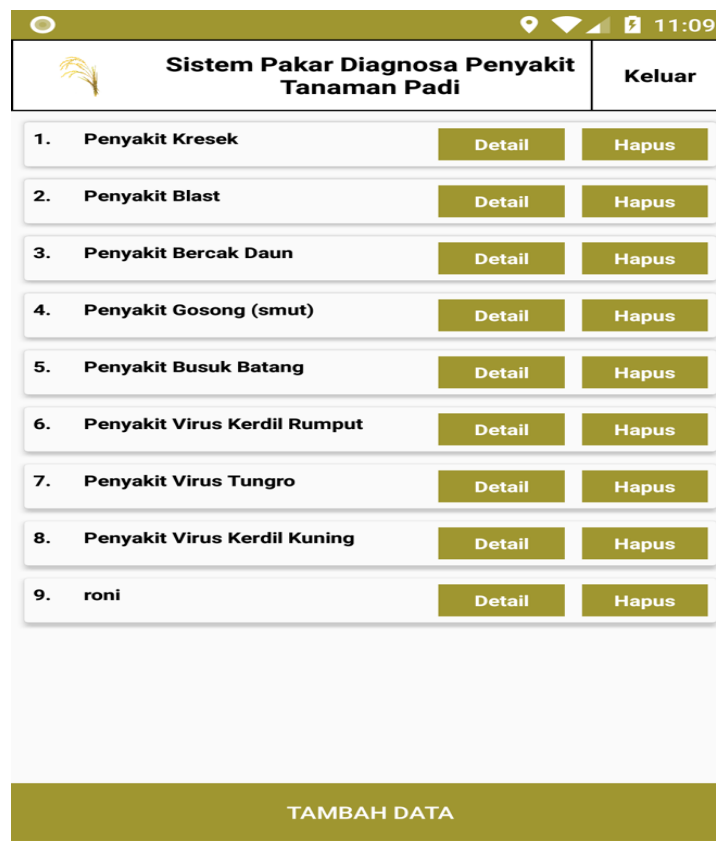 11:09
Sistem Pakar Diagnosa Penyakit
Tanaman Padi
Keluar
1. Penyakit Kresek Detail Hapus
2. Penyakit Blast Detail Hapus
3. Penyakit Bercak Daun Detail Hapus
4. Penyakit Gosong (smut) Detail Hapus
5. Penyakit Busuk Batang Detail Hapus
6. Penyakit Virus Kerdil Rumput Detail Hapus
7. Penyakit Virus Tungro Detail Hapus
8. Penyakit Virus Kerdil Kuning Detail Hapus
9. roni Detail Hapus
TAMBAH DATA